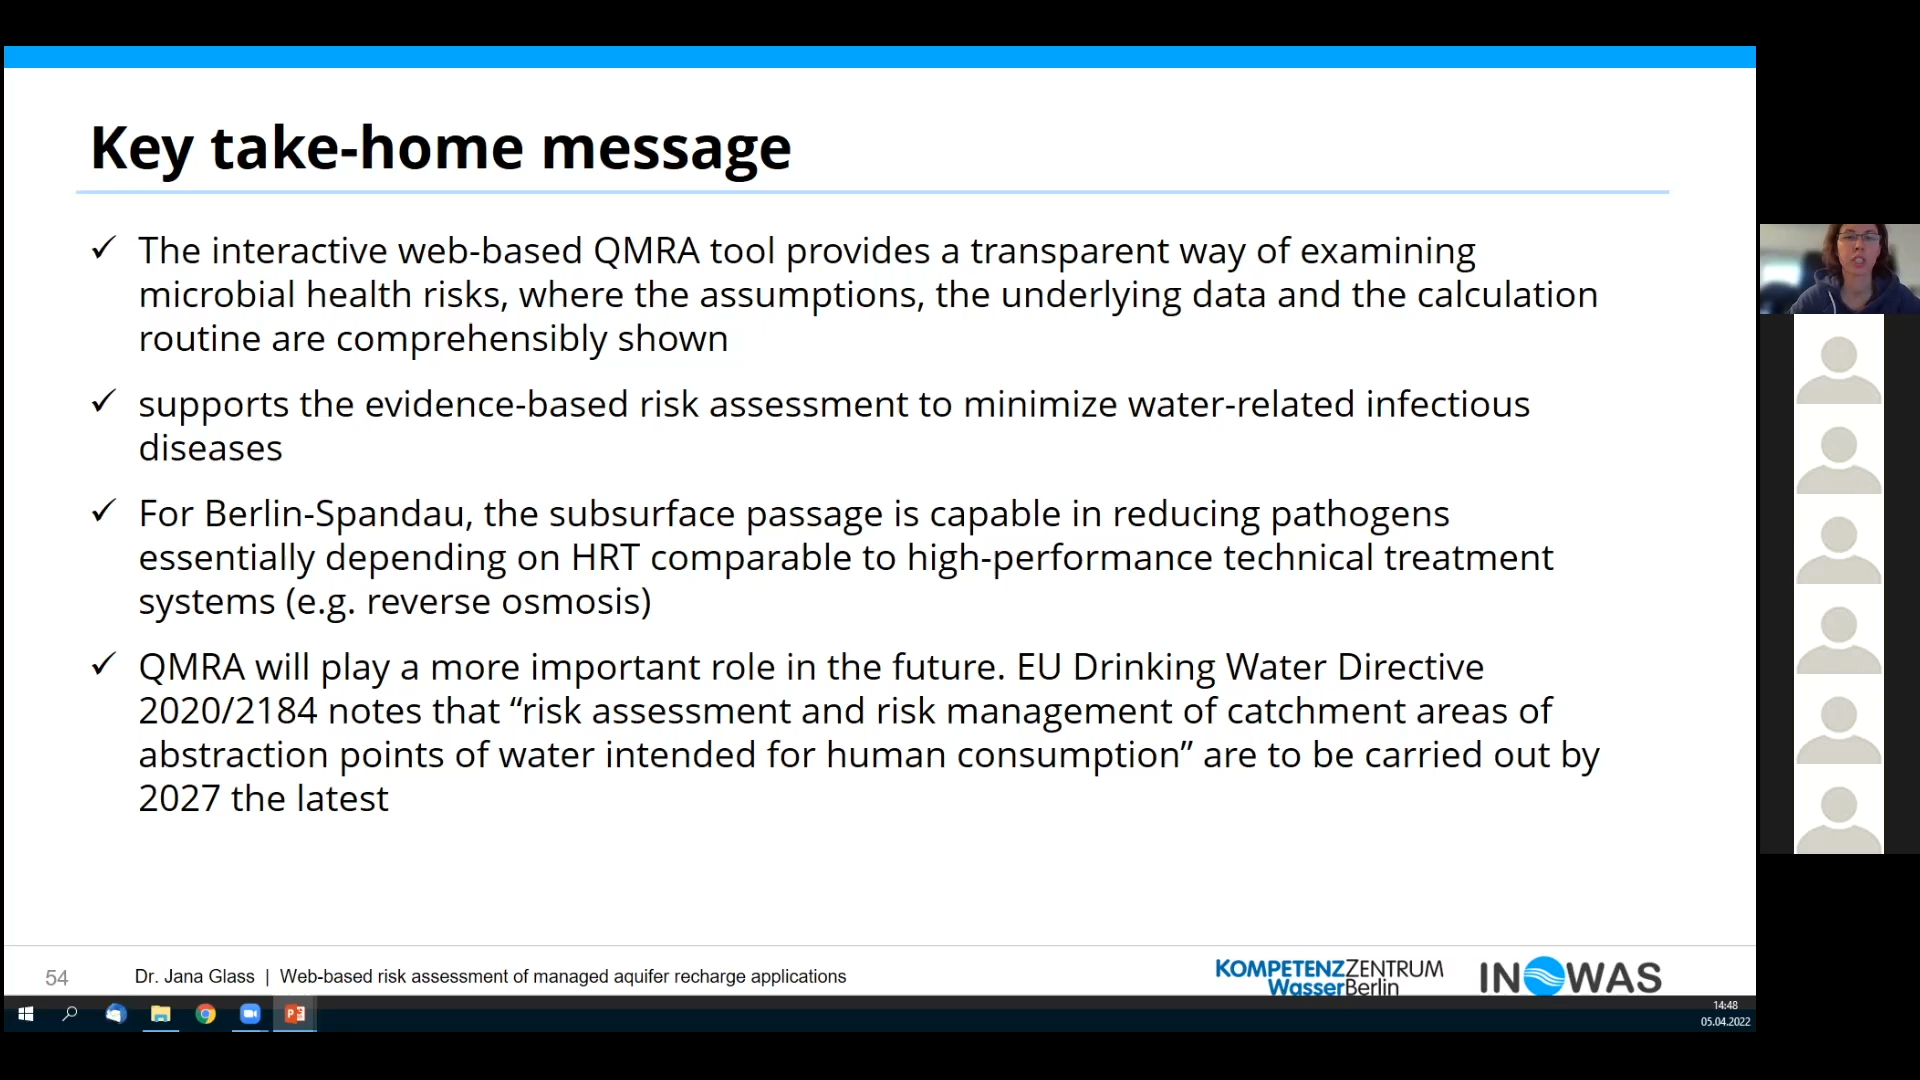 Key take-home message
✓ The interactive web-based QMRA tool provides a transparent way of examining
microbial health risks, where the assumptions, the underlying data and the calculation
routine are comprehensibly shown
✓ supports the evidence-based risk assessment to minimize water-related infectious
diseases
✓ For Berlin-Spandau, the subsurface passage is capable in reducing pathogens
essentially depending on HRT comparable to high-performance technical treatment
systems (e.g. reverse osmosis)
✓ QMRA will play a more important role in the future. EU Drinking Water Directive
2020/2184 notes that “risk assessment and risk management of catchment areas of
abstraction points of water intended for human consumption” are to be carried out by
2027 the latest
54
Dr. Jana Glass | Web-based risk assessment of managed aquifer recharge applications
KOMPETENZZENTRUM
WasserBerlin
INOWAS
14:48
05.04.2022